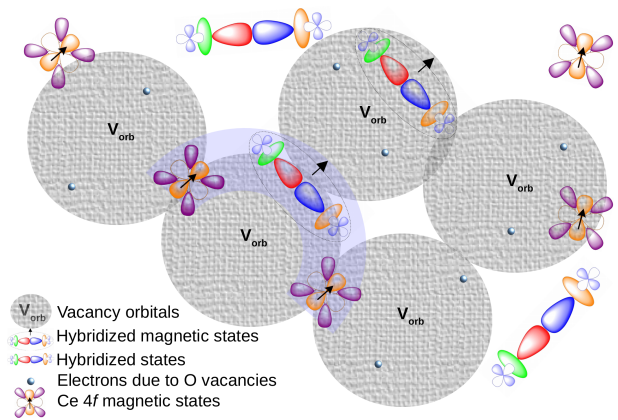 Vorb
Vorb
Vorb
Vorb
Vorb
Vorb Vacancy orbitals
Hybridized magnetic states
Hybridized states
Electrons due to O vacancies
Ce 4f magnetic states